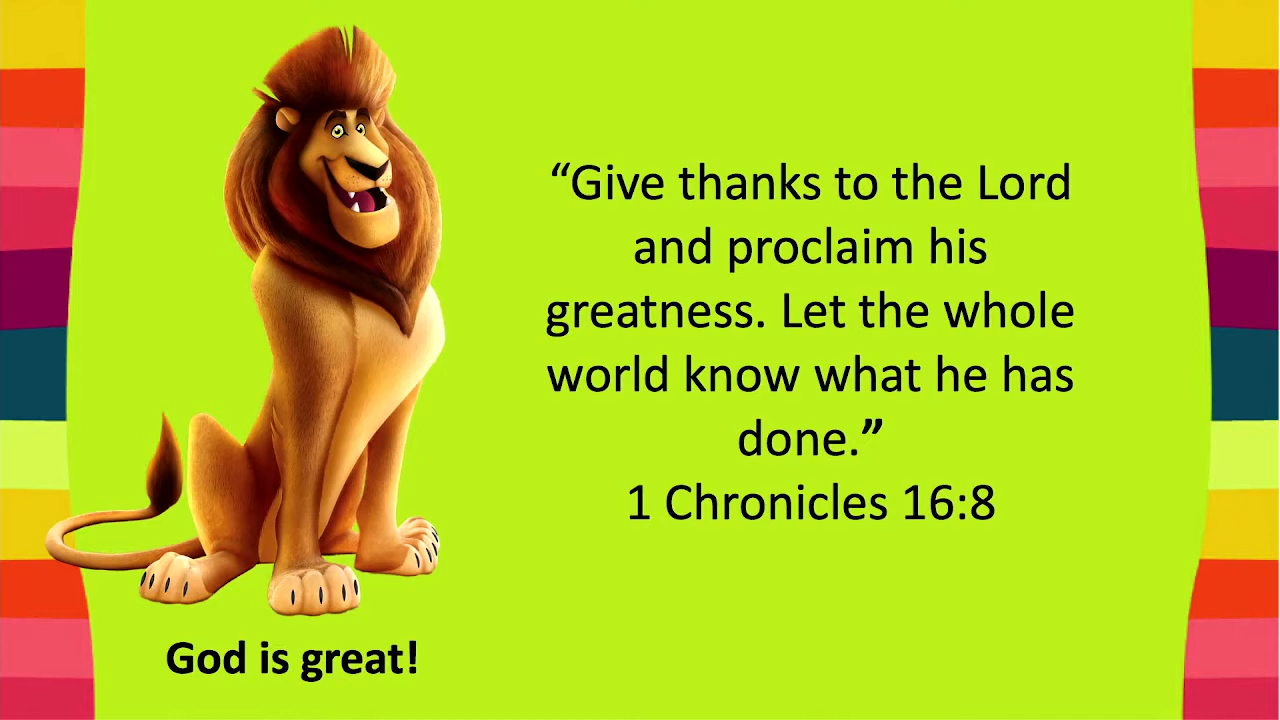 “Give thanks to the Lord
and proclaim his
greatness. Let the whole
world know what he has
done.”
1 Chronicles 16:8
God is great!